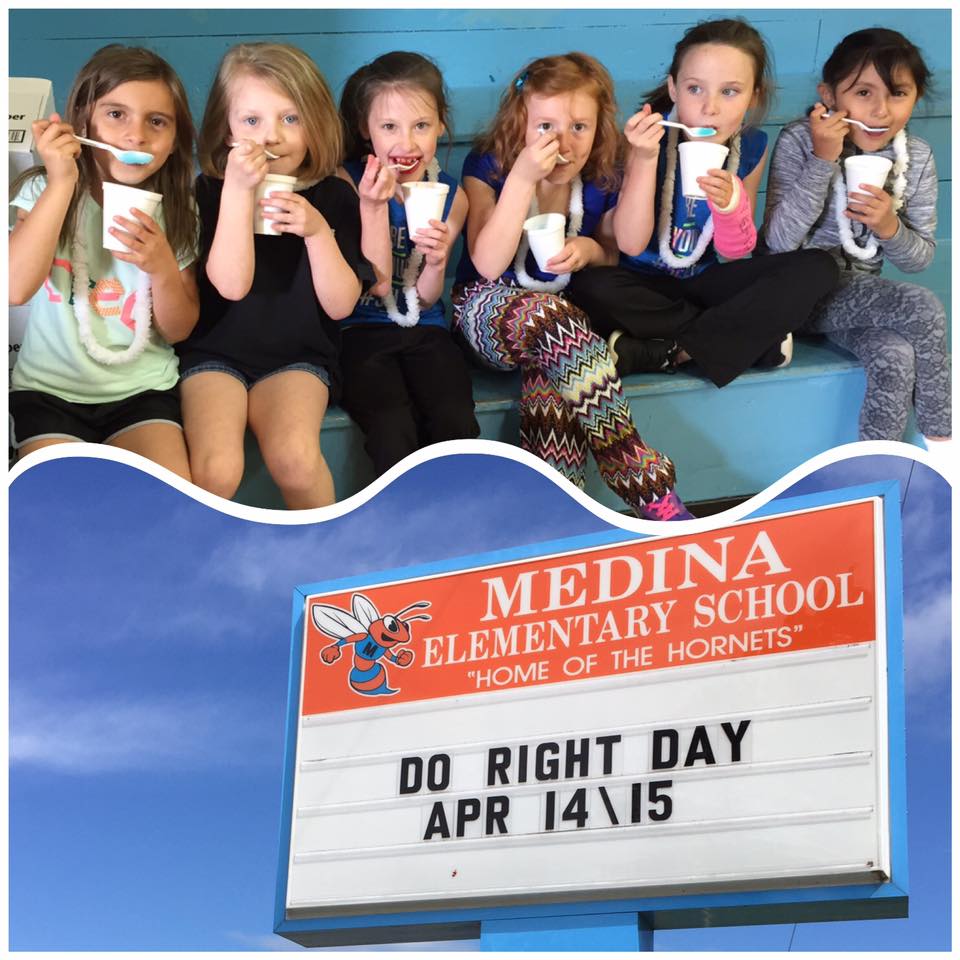 MEDINA
ELEMENTARY SCHOOL
"HOME OF THE HORNETS"
M
DO RIGHT DAY
APR 14\15